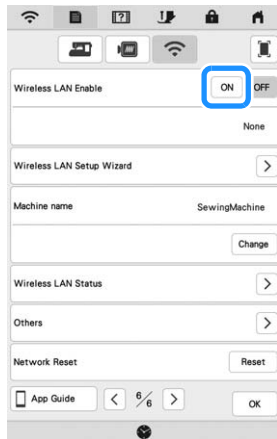 Wireless LAN Enable ON OFF
None
Wireless LAN Setup Wizard
Machine name SewingMachine
Change
Wireless LAN Status
Others
Network Reset Reset
App Guide 6/6 OK